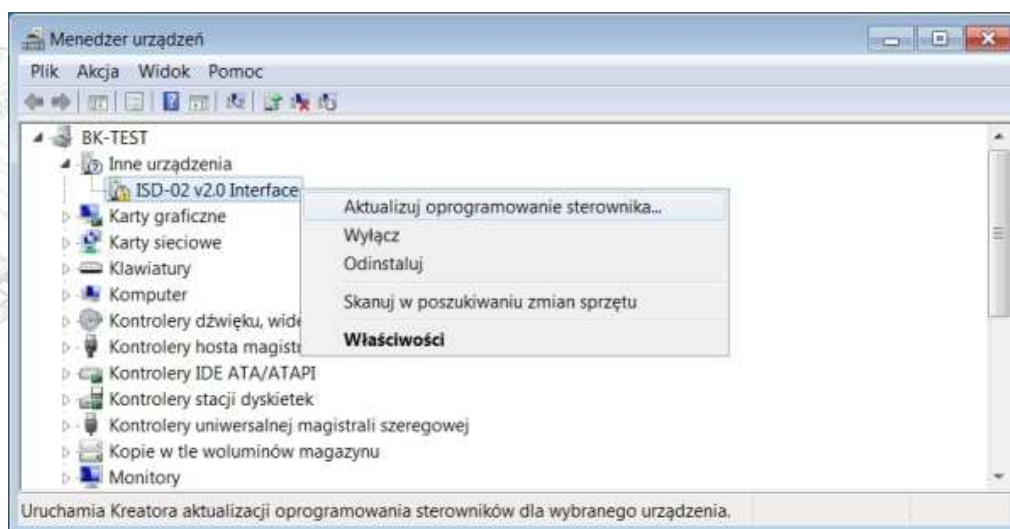 Menedżer urządzeń
Plik Akcja Widok Pomoc
BK-TEST
Inne urządzenia
ISD-02 v2.0 Interface
Karty graficzne
Karty sieciowe
Klawiatury
Komputer
Kontrolery dźwięku, wide
Kontrolery hosta magistr
Kontrolery IDE ATA/ATAPI
Kontrolery stacji dyskietek
Kontrolery uniwersalnej magistrali szeregowej
Kopie w tle woluminów magazynu
Monitory
Aktualizuj oprogramowanie sterownika...
Wyłącz
Odinstaluj
Skanuj w poszukiwaniu zmian sprzętu
Właściwości
Uruchamia Kreatora aktualizacji oprogramowania sterowników dla wybranego urządzenia.